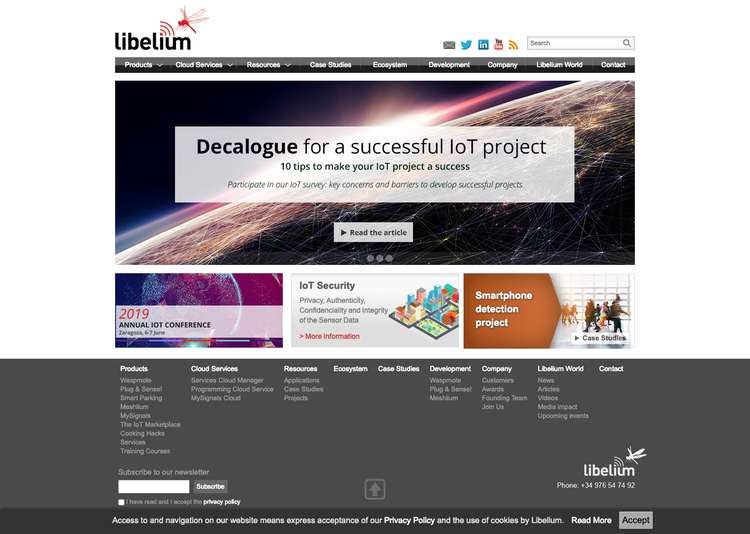 libelium
Search
Products
Cloud Services
Resources
Case Studies
Ecosystem
Development
Company
Libelium World
Contact
Decalogue for a successful IoT project
10 tips to make your IoT project a success
Participate in our IoT survey: key concerns and barriers to develop successful projects
Read the article
2019
ANNUAL IOT CONFERENCE
Zaragoza, 6-7 June
IoT Security
Privacy, Authenticity,
Confidenciality and Integrity
of the Sensor Data
> More Information
Smartphone
detection
project
Case Studies
Products
Waspmote
Plug & Sense!
Smart Parking
Meshlium
MySignals
The IoT Marketplace
Cooking Hacks
Services
Training Courses
Cloud Services
Services Cloud Manager
Programming Cloud Service
MySignals Cloud
Resources
Applications
Case Studies
Projects
Ecosystem
Case Studies
Development
Waspmote
Plug & Sense!
Meshlium
Company
Customers
Awards
Founding Team
Join Us
Libelium World
News
Articles
Videos
Media Impact
Upcoming events
Contact
Subscribe to our newsletter
Subscribe
I have read and I accept the privacy policy
libelium
Phone: +34 976 54 74 92
Access to and navigation on our website means express acceptance of our Privacy Policy and the use of cookies by Libelium. Read More Accept